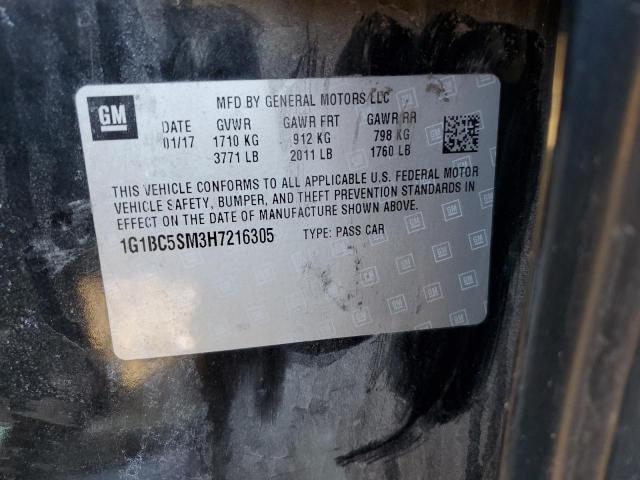 GM
MFD BY GENERAL MOTORS LLC
DATE GVWR GAWR FRT GAWR RR
01/17 1710 KG 912 KG 798 KG
3771 LB 2011 LB 1760 LB
THIS VEHICLE CONFORMS TO ALL APPLICABLE U.S. FEDERAL MOTOR
VEHICLE SAFETY, BUMPER, AND THEFT PREVENTION STANDARDS IN
EFFECT ON THE DATE OF MANUFACTURE SHOWN ABOVE.
1G1BC5SM3H7216305 TYPE: PASS CAR